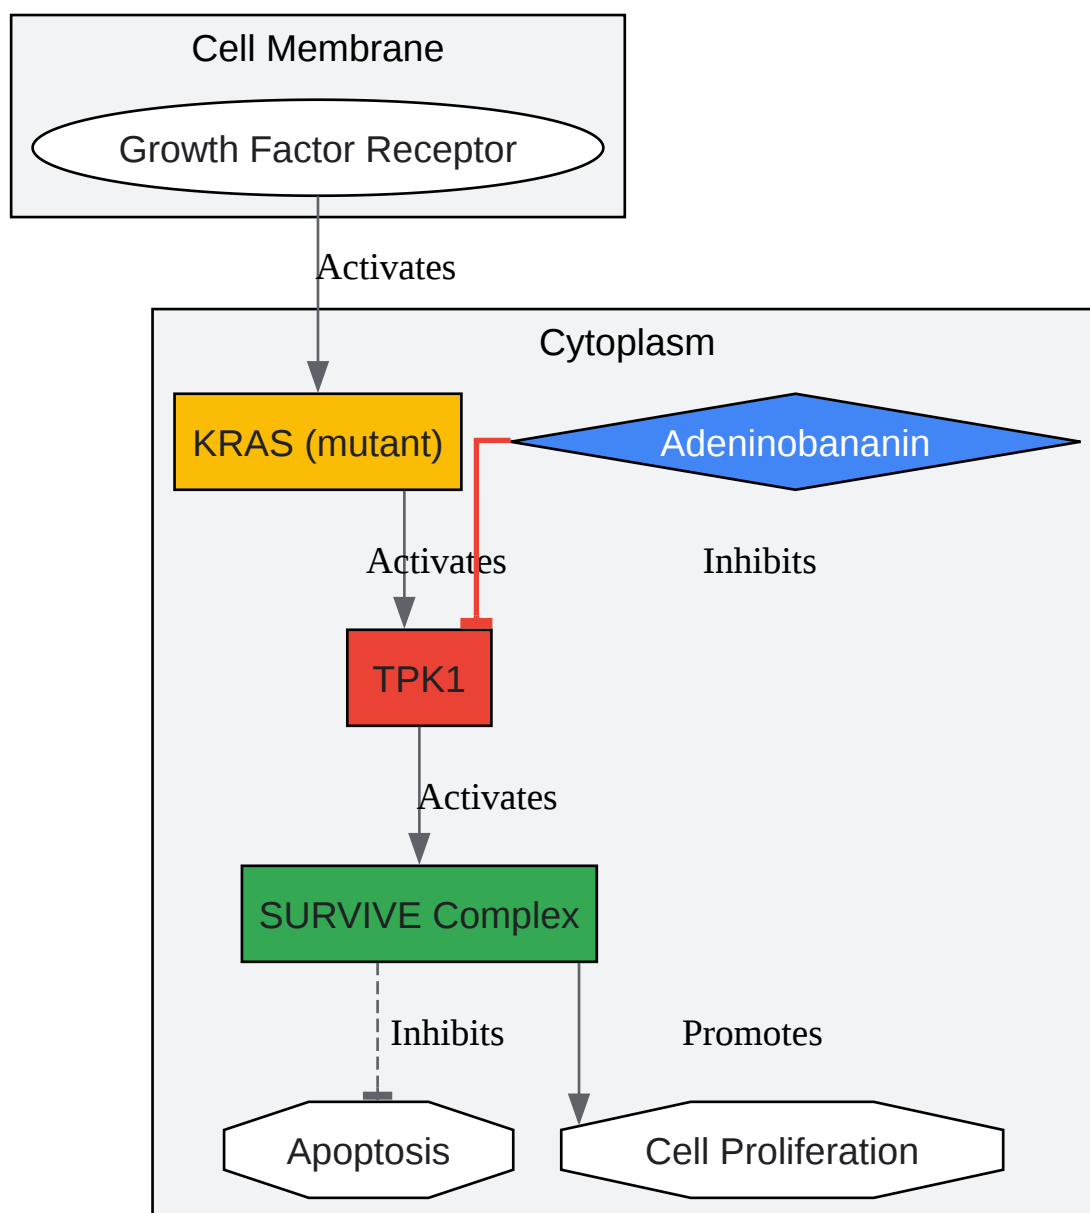 Cell Membrane
Growth Factor Receptor
Activates
Cytoplasm
KRAS (mutant)
Adeninobananin
Activates
Inhibits
TPK1
Activates
SURVIVE Complex
Inhibits
Promotes
Apoptosis
Cell Proliferation